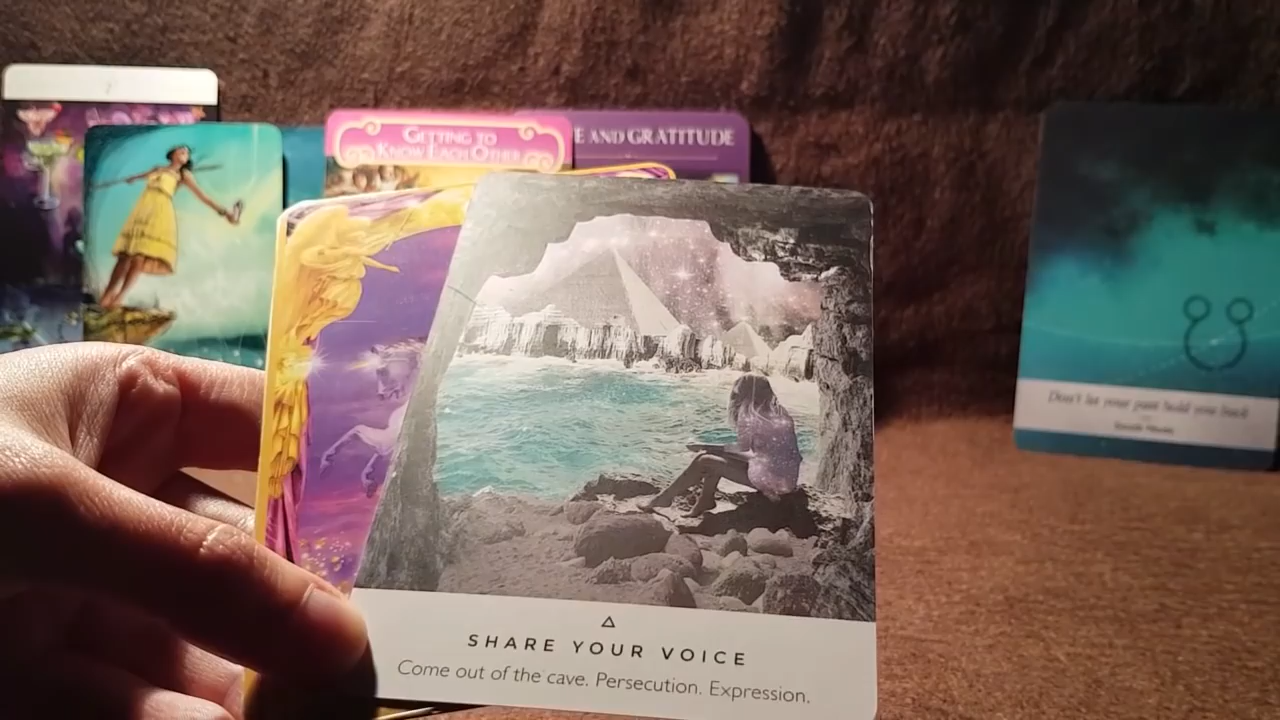 GETTING TO
KNOW EACH OTHER
E AND GRATITUDE
Don't let your past hold you back
SHARE YOUR VOICE
Come out of the cave. Persecution. Expression.